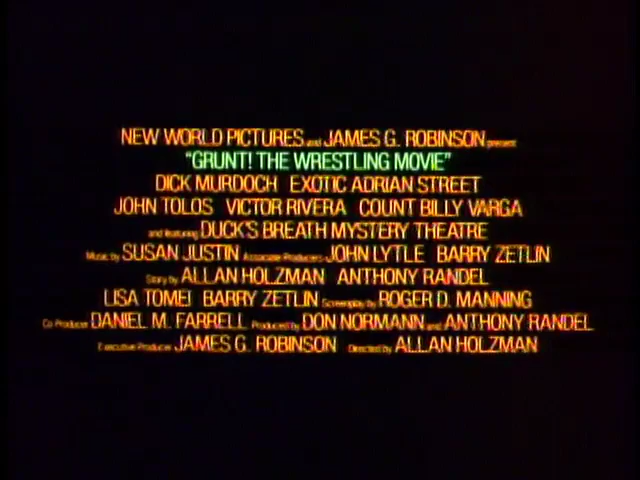 NEW WORLD PICTURES and JAMES G. ROBINSON present
"GRUNT! THE WRESTLING MOVIE"
DICK MURDOCH EXOTIC ADRIAN STREET
JOHN TOLOS VICTOR RIVERA COUNT BILLY VARGA
and featuring DUCK'S BREATH MYSTERY THEATRE
Music by SUSAN JUSTIN Associate Producers JOHN LYTLE BARRY ZETLIN
Story by ALLAN HOLZMAN ANTHONY RANDEL
LISA TOMEI BARRY ZETLIN Screenplay by ROGER D. MANNING
Co Producer DANIEL M. FARRELL Produced by DON NORMANN and ANTHONY RANDEL
Executive Producer JAMES G. ROBINSON Directed by ALLAN HOLZMAN